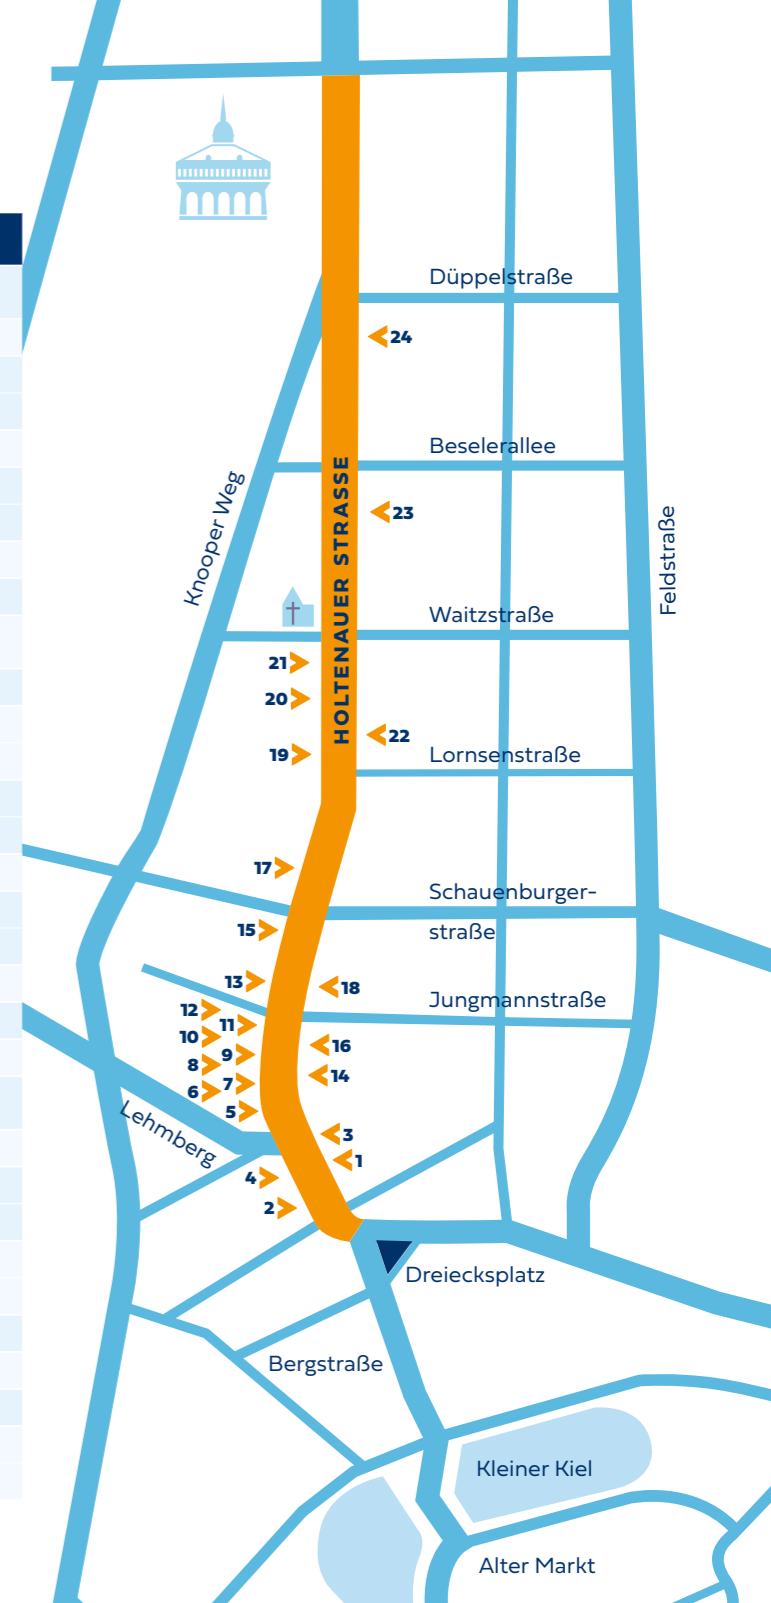 Düppelstraße
24
Beselerallee
Knooper Weg
HOLTENAUER STRASSE
23
Feldstraße
Waitzstraße
21
20
22
19
Lornsenstraße
17
Schauenburger-
straße
15
13
18
Jungmannstraße
12
11
10
16
9
8
14
7
6
5
Lehmberg
3
1
4
2
Dreiecksplatz
Bergstraße
Kleiner Kiel
Alter Markt